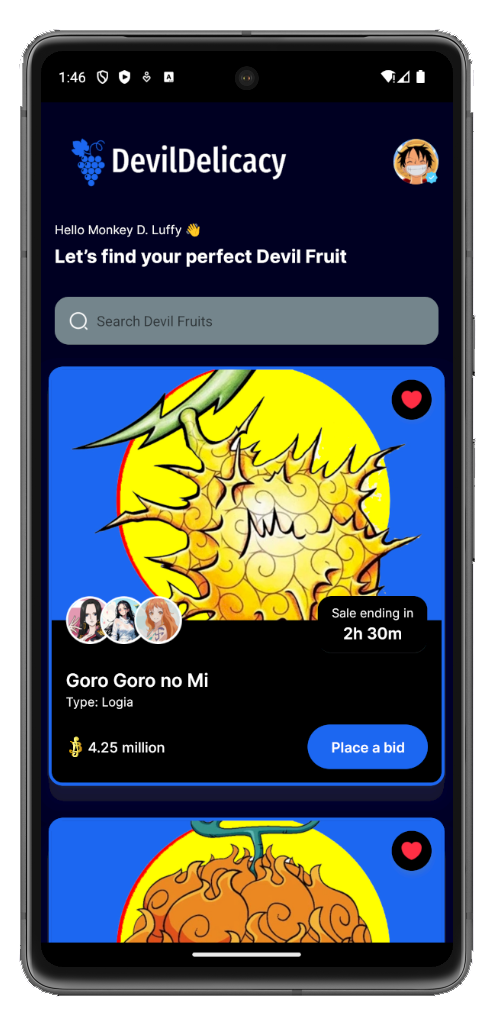 1:46
DevilDelicacy
Hello Monkey D. Luffy 👋
Let's find your perfect Devil Fruit
Search Devil Fruits
Sale ending in
2h 30m
Goro Goro no Mi
Type: Logia
4.25 million
Place a bid